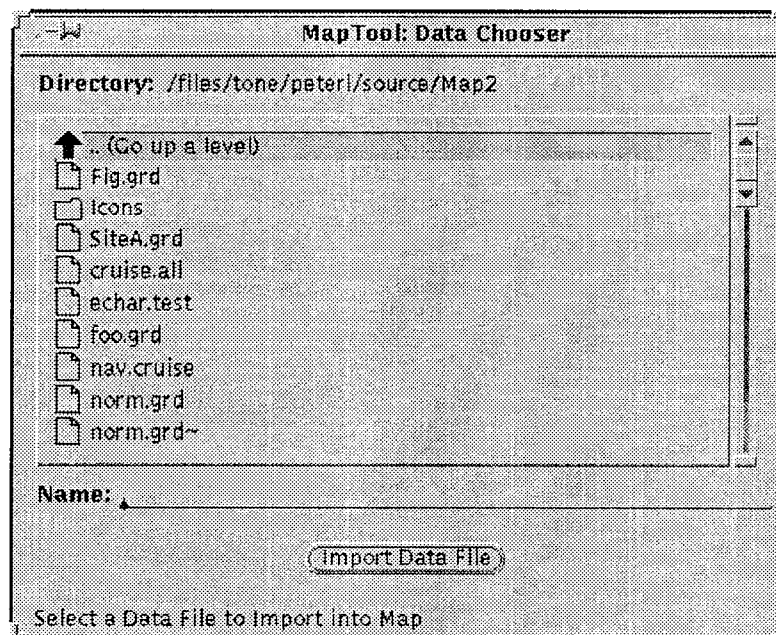 MapTool: Data Chooser
Directory: /files/tone/peterl/source/Map2
.. (Go up a level)
Fig.grd
Icons
SiteA.grd
cruise.all
echar.test
foo.grd
nav.cruise
norm.grd
norm.grd~
Name:
Import Data File
Select a Data File to Import into Map